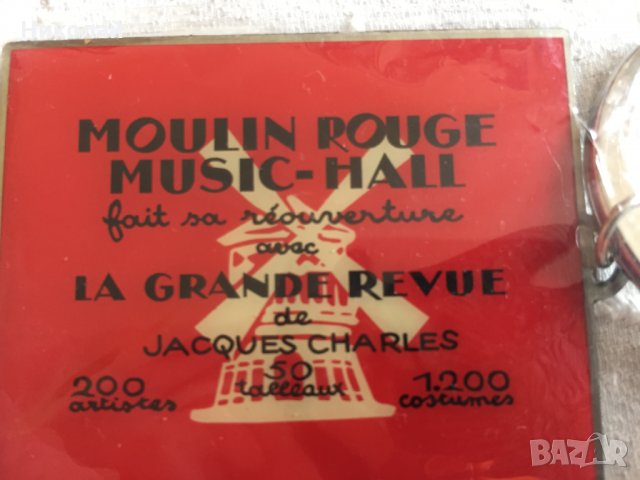 Николай
MOULIN ROUGE
MUSIC-HALL
fait sa réouverture
avec
LA GRANDE REVUE
de
JACQUES CHARLES
200 artistes
50 tableaux
1.200 costumes
BAZAR